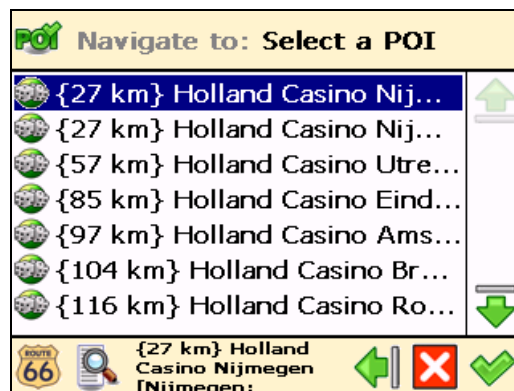 POI Navigate to: Select a POI
{27 km} Holland Casino Nij...
{27 km} Holland Casino Nij...
{57 km} Holland Casino Utre...
{85 km} Holland Casino Eind...
{97 km} Holland Casino Ams...
{104 km} Holland Casino Br...
{116 km} Holland Casino Ro...
ROUTE
66
{27 km} Holland
Casino Nijmegen
[Nijmegen;